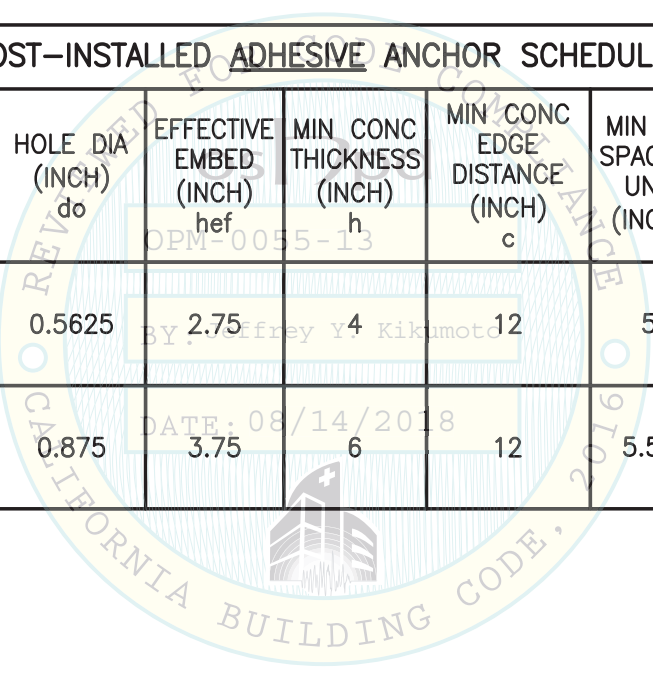 OST-INSTALLED ADHESIVE ANCHOR SCHEDUL
HOLE DIA
(INCH)
do
EFFECTIVE
EMBED
(INCH)
hef
MIN CONC
THICKNESS
(INCH)
h
MIN CONC
EDGE
DISTANCE
(INCH)
c
MIN
SPAC
UN
(INC
0.5625 2.75 4 12 5
0.875 3.75 6 12 5.5
REVIEWED FOR CODE COMPLIANCE
OPM-0055-13
BY: Jeffrey Y. Kikumoto
DATE: 08/14/2018
CALIFORNIA BUILDING CODE, 2016